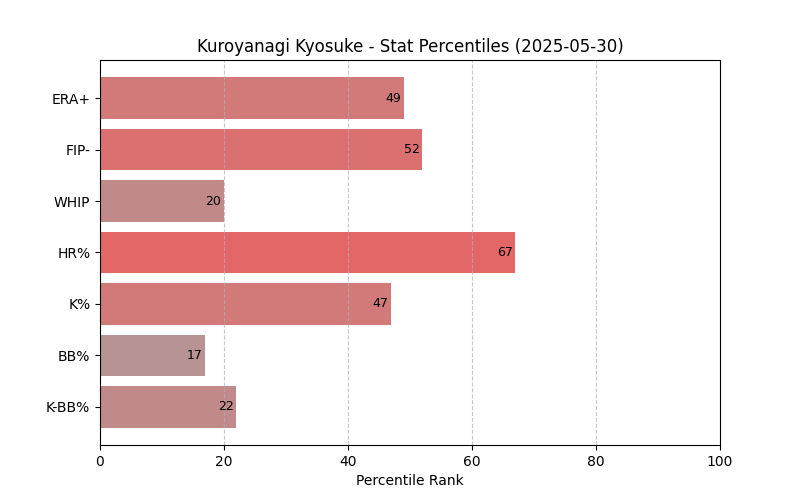 Kuroyanagi Kyosuke - Stat Percentiles (2025-05-30)
ERA+ 49
FIP- 52
WHIP 20
HR% 67
K% 47
BB% 17
K-BB% 22
0 20 40 60 80 100
Percentile Rank